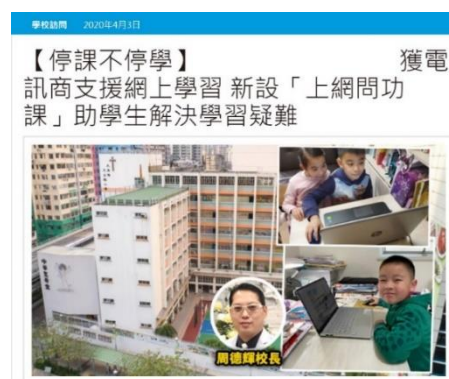 學校訪問 2020年4月3日
【停課不停學】 獲電
訊商支援網上學習 新設「上網問功
課」助學生解決學習疑難
周德輝校長